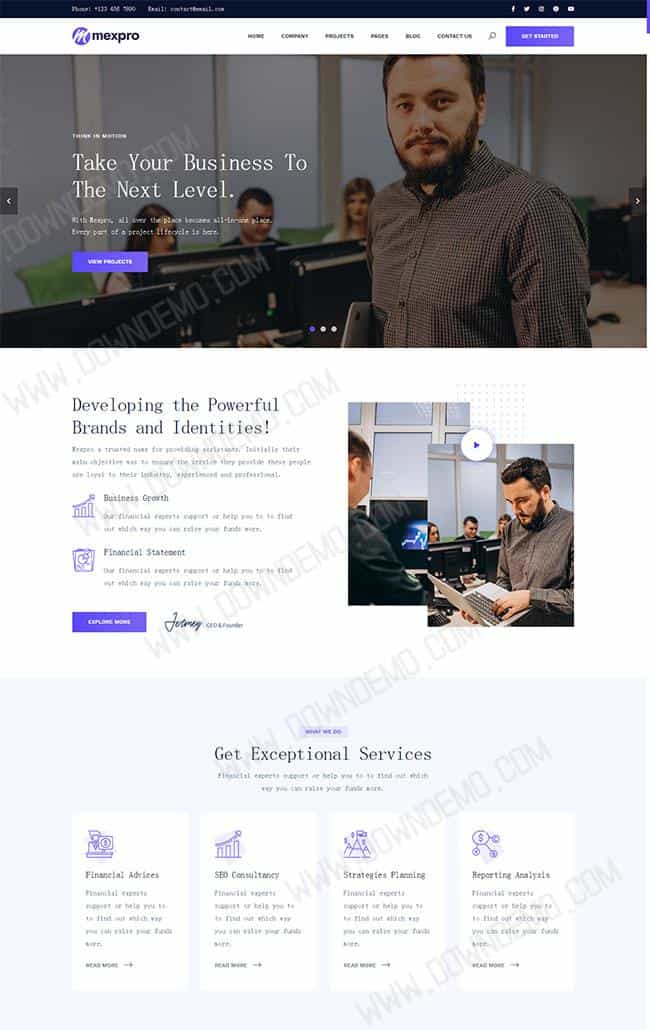 Phone: +123 456 7890 Email: contact@email.com
mexpro
HOME COMPANY PROJECTS PAGES BLOG CONTACT US GET STARTED
THINK IN MOTION
Take Your Business To
The Next Level.
With Mexpro, all over the place becomes all-in-one place.
Every part of a project lifecycle is here.
VIEW PROJECTS
Developing the Powerful
Brands and Identities!
Mexpro a trusted name for providing assistants. Initially their
main objective was to ensure the service they provide these people
are loyal to their industry, experienced and professional.
Business Growth
Our financial experts support or help you to to find
out which way you can raise your funds more.
Financial Statement
Our financial experts support or help you to to find
out which way you can raise your funds more.
EXPLORE MORE
CEO & Founder
WHAT WE DO
Get Exceptional Services
Financial experts support or help you to to find out which
way you can raise your funds more.
Financial Advices
Financial experts
support or help you to
to find out which way
you can raise your funds
more.
READ MORE
SEO Consultancy
Financial experts
support or help you to
to find out which way
you can raise your funds
more.
READ MORE
Strategies Planning
Financial experts
support or help you to
to find out which way
you can raise your funds
more.
READ MORE
Reporting Analysis
Financial experts
support or help you to
to find out which way
you can raise your funds
more.
READ MORE
WWW.DOWNDEMO.COM
WWW.DOWNDEMO.COM
WWW.DOWNDEMO.COM
WWW.DOWNDEMO.COM
WWW.DOWNDEMO.COM
WWW.DOWNDEMO.COM
WWW.DOWNDEMO.COM